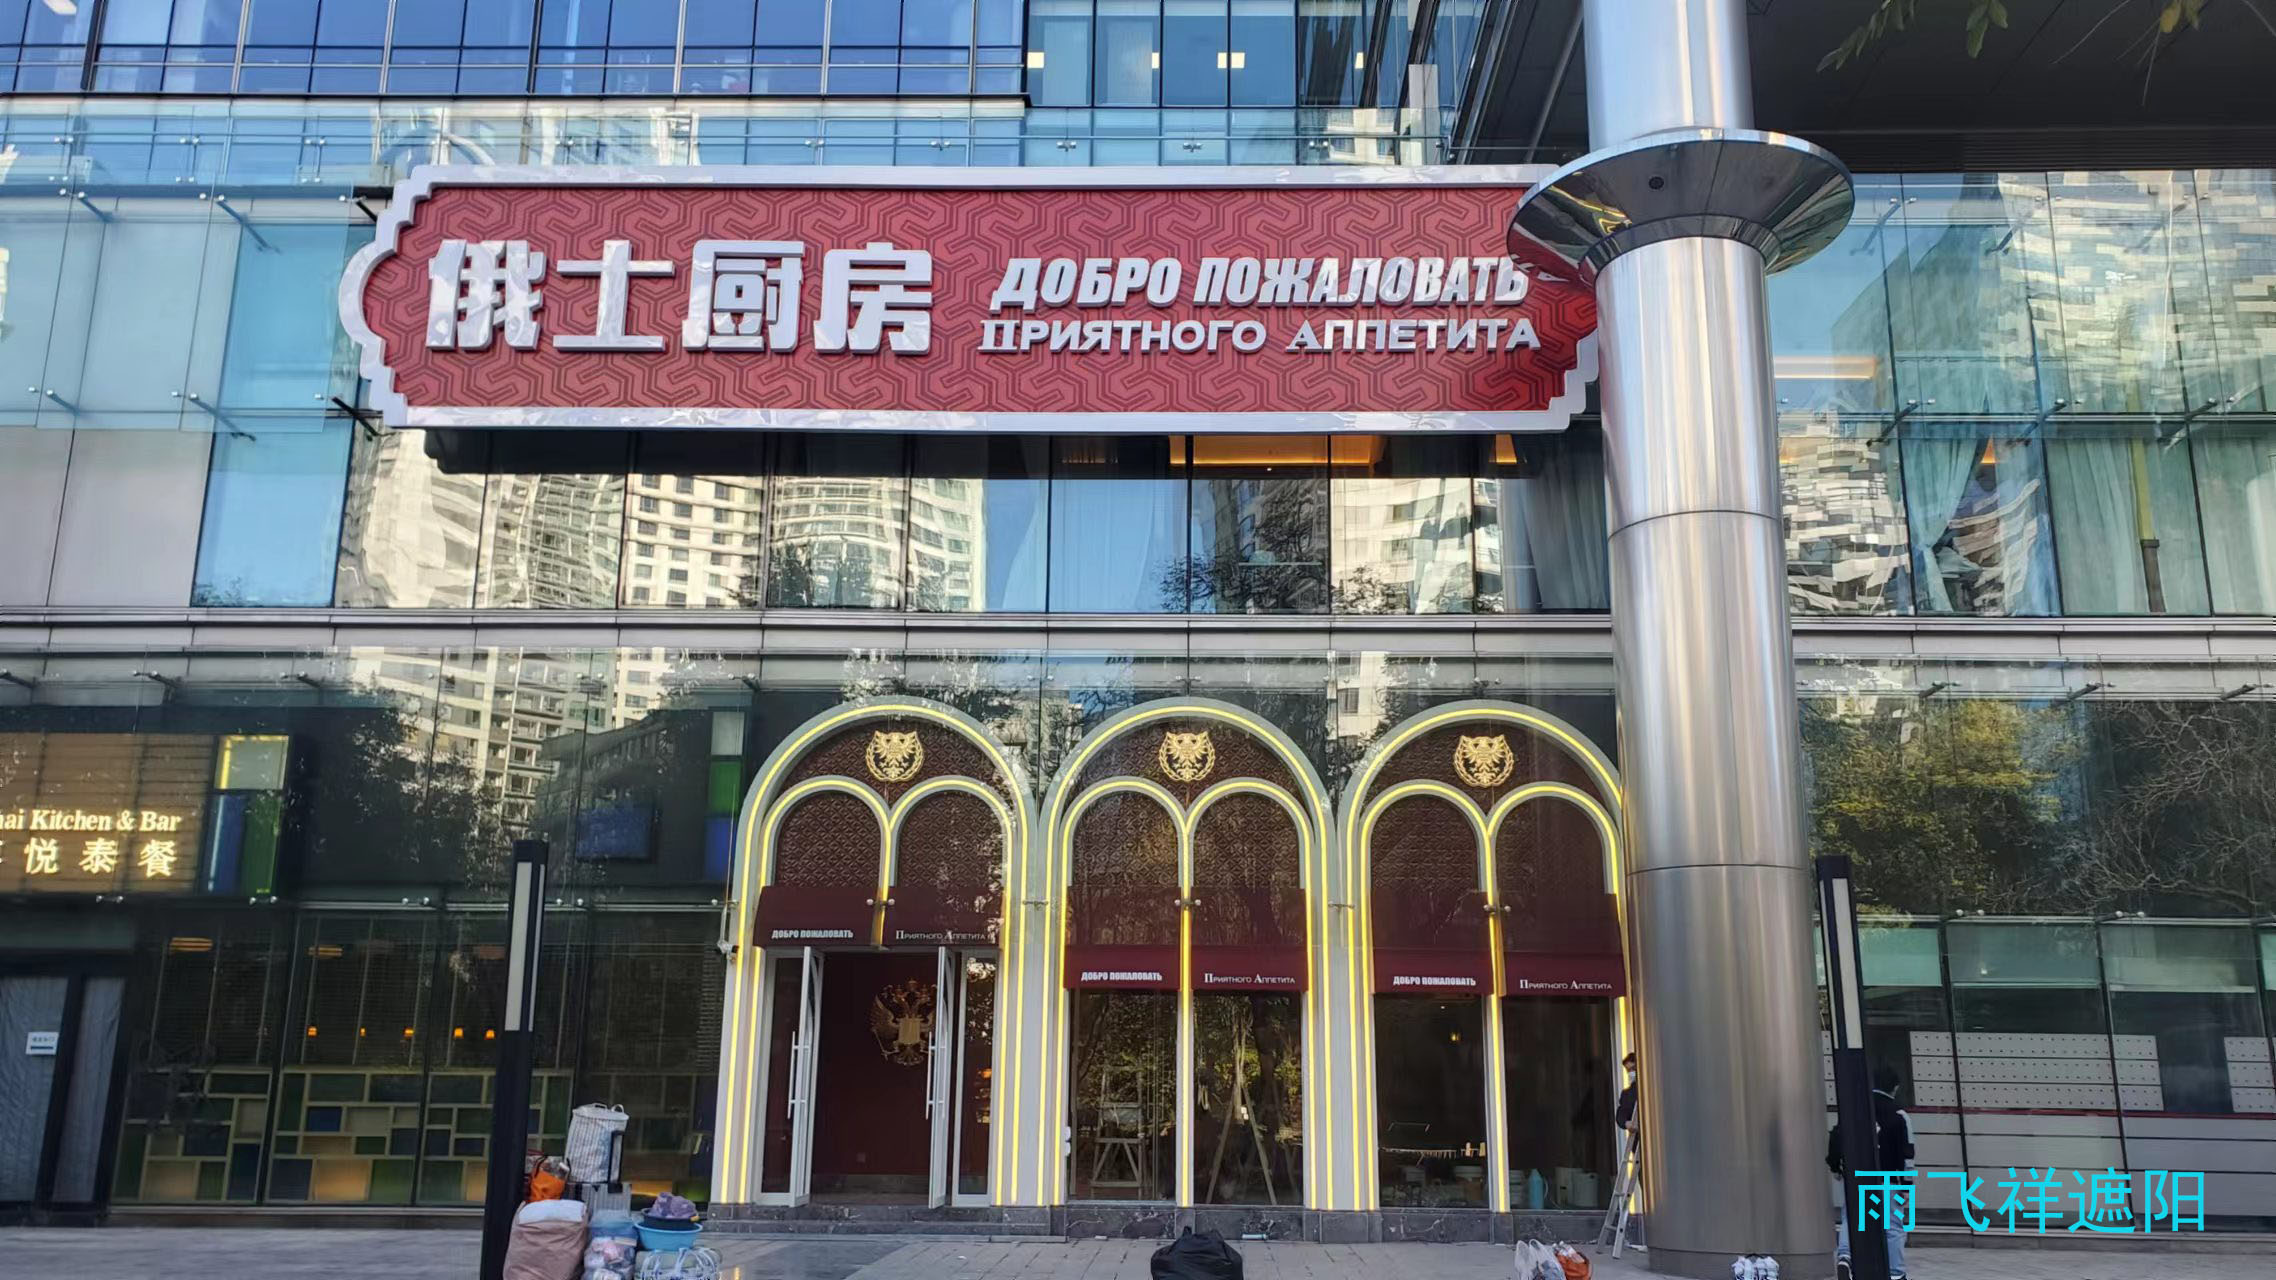 俄士厨房
ДОБРО ПОЖАЛОВАТЬ
ПРИЯТНОГО АППЕТИТА
Kitchen & Bar
悦泰餐
ДОБРО ПОЖАЛОВАТЬ
ПРИЯТНОГО АППЕТИТА
ДОБРО ПОЖАЛОВАТЬ
ПРИЯТНОГО АППЕТИТА
ДОБРО ПОЖАЛОВАТЬ
ПРИЯТНОГО АППЕТИТА
雨飞祥遮阳